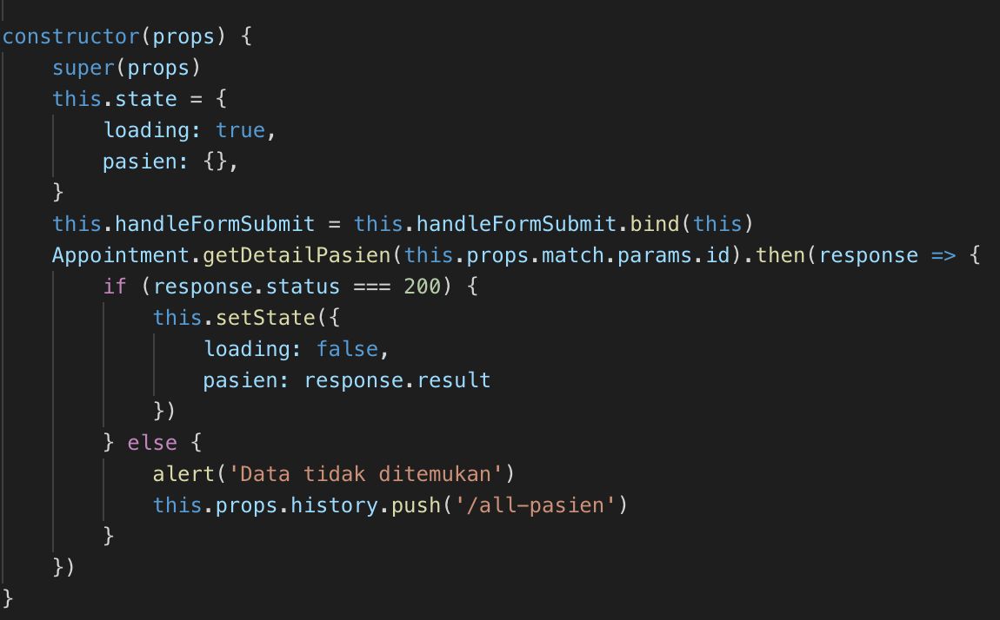 constructor(props) {
    super(props)
    this.state = {
        loading: true,
        pasien: {},
    }
    this.handleFormSubmit = this.handleFormSubmit.bind(this)
    Appointment.getDetailPasien(this.props.match.params.id).then(response => {
        if (response.status === 200) {
            this.setState({
                loading: false,
                pasien: response.result
            })
        } else {
            alert('Data tidak ditemukan')
            this.props.history.push('/all-pasien')
        }
    })
}